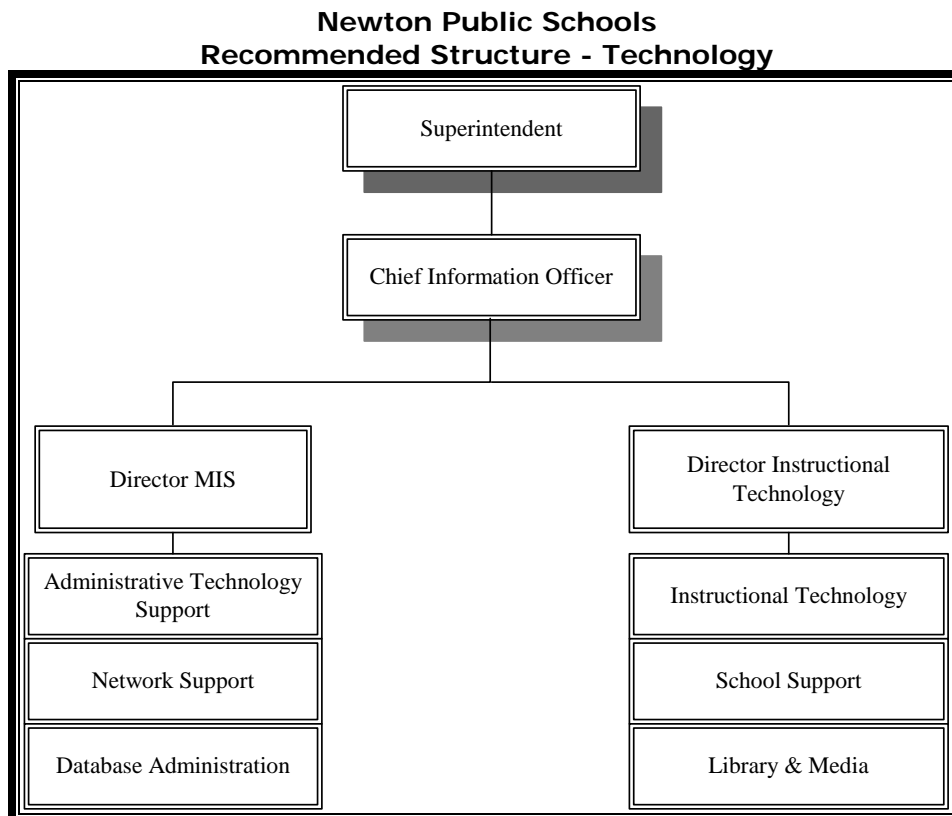 Newton Public Schools
Recommended Structure - Technology
Superintendent
Chief Information Officer
Director MIS
Director Instructional
Technology
Administrative Technology
Support
Instructional Technology
Network Support
School Support
Database Administration
Library & Media